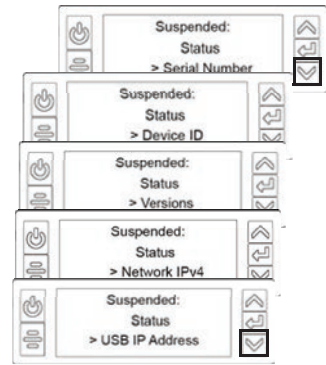 Suspended:
Status
> Serial Number
Suspended:
Status
> Device ID
Suspended:
Status
> Versions
Suspended:
Status
> Network IPv4
Suspended:
Status
> USB IP Address